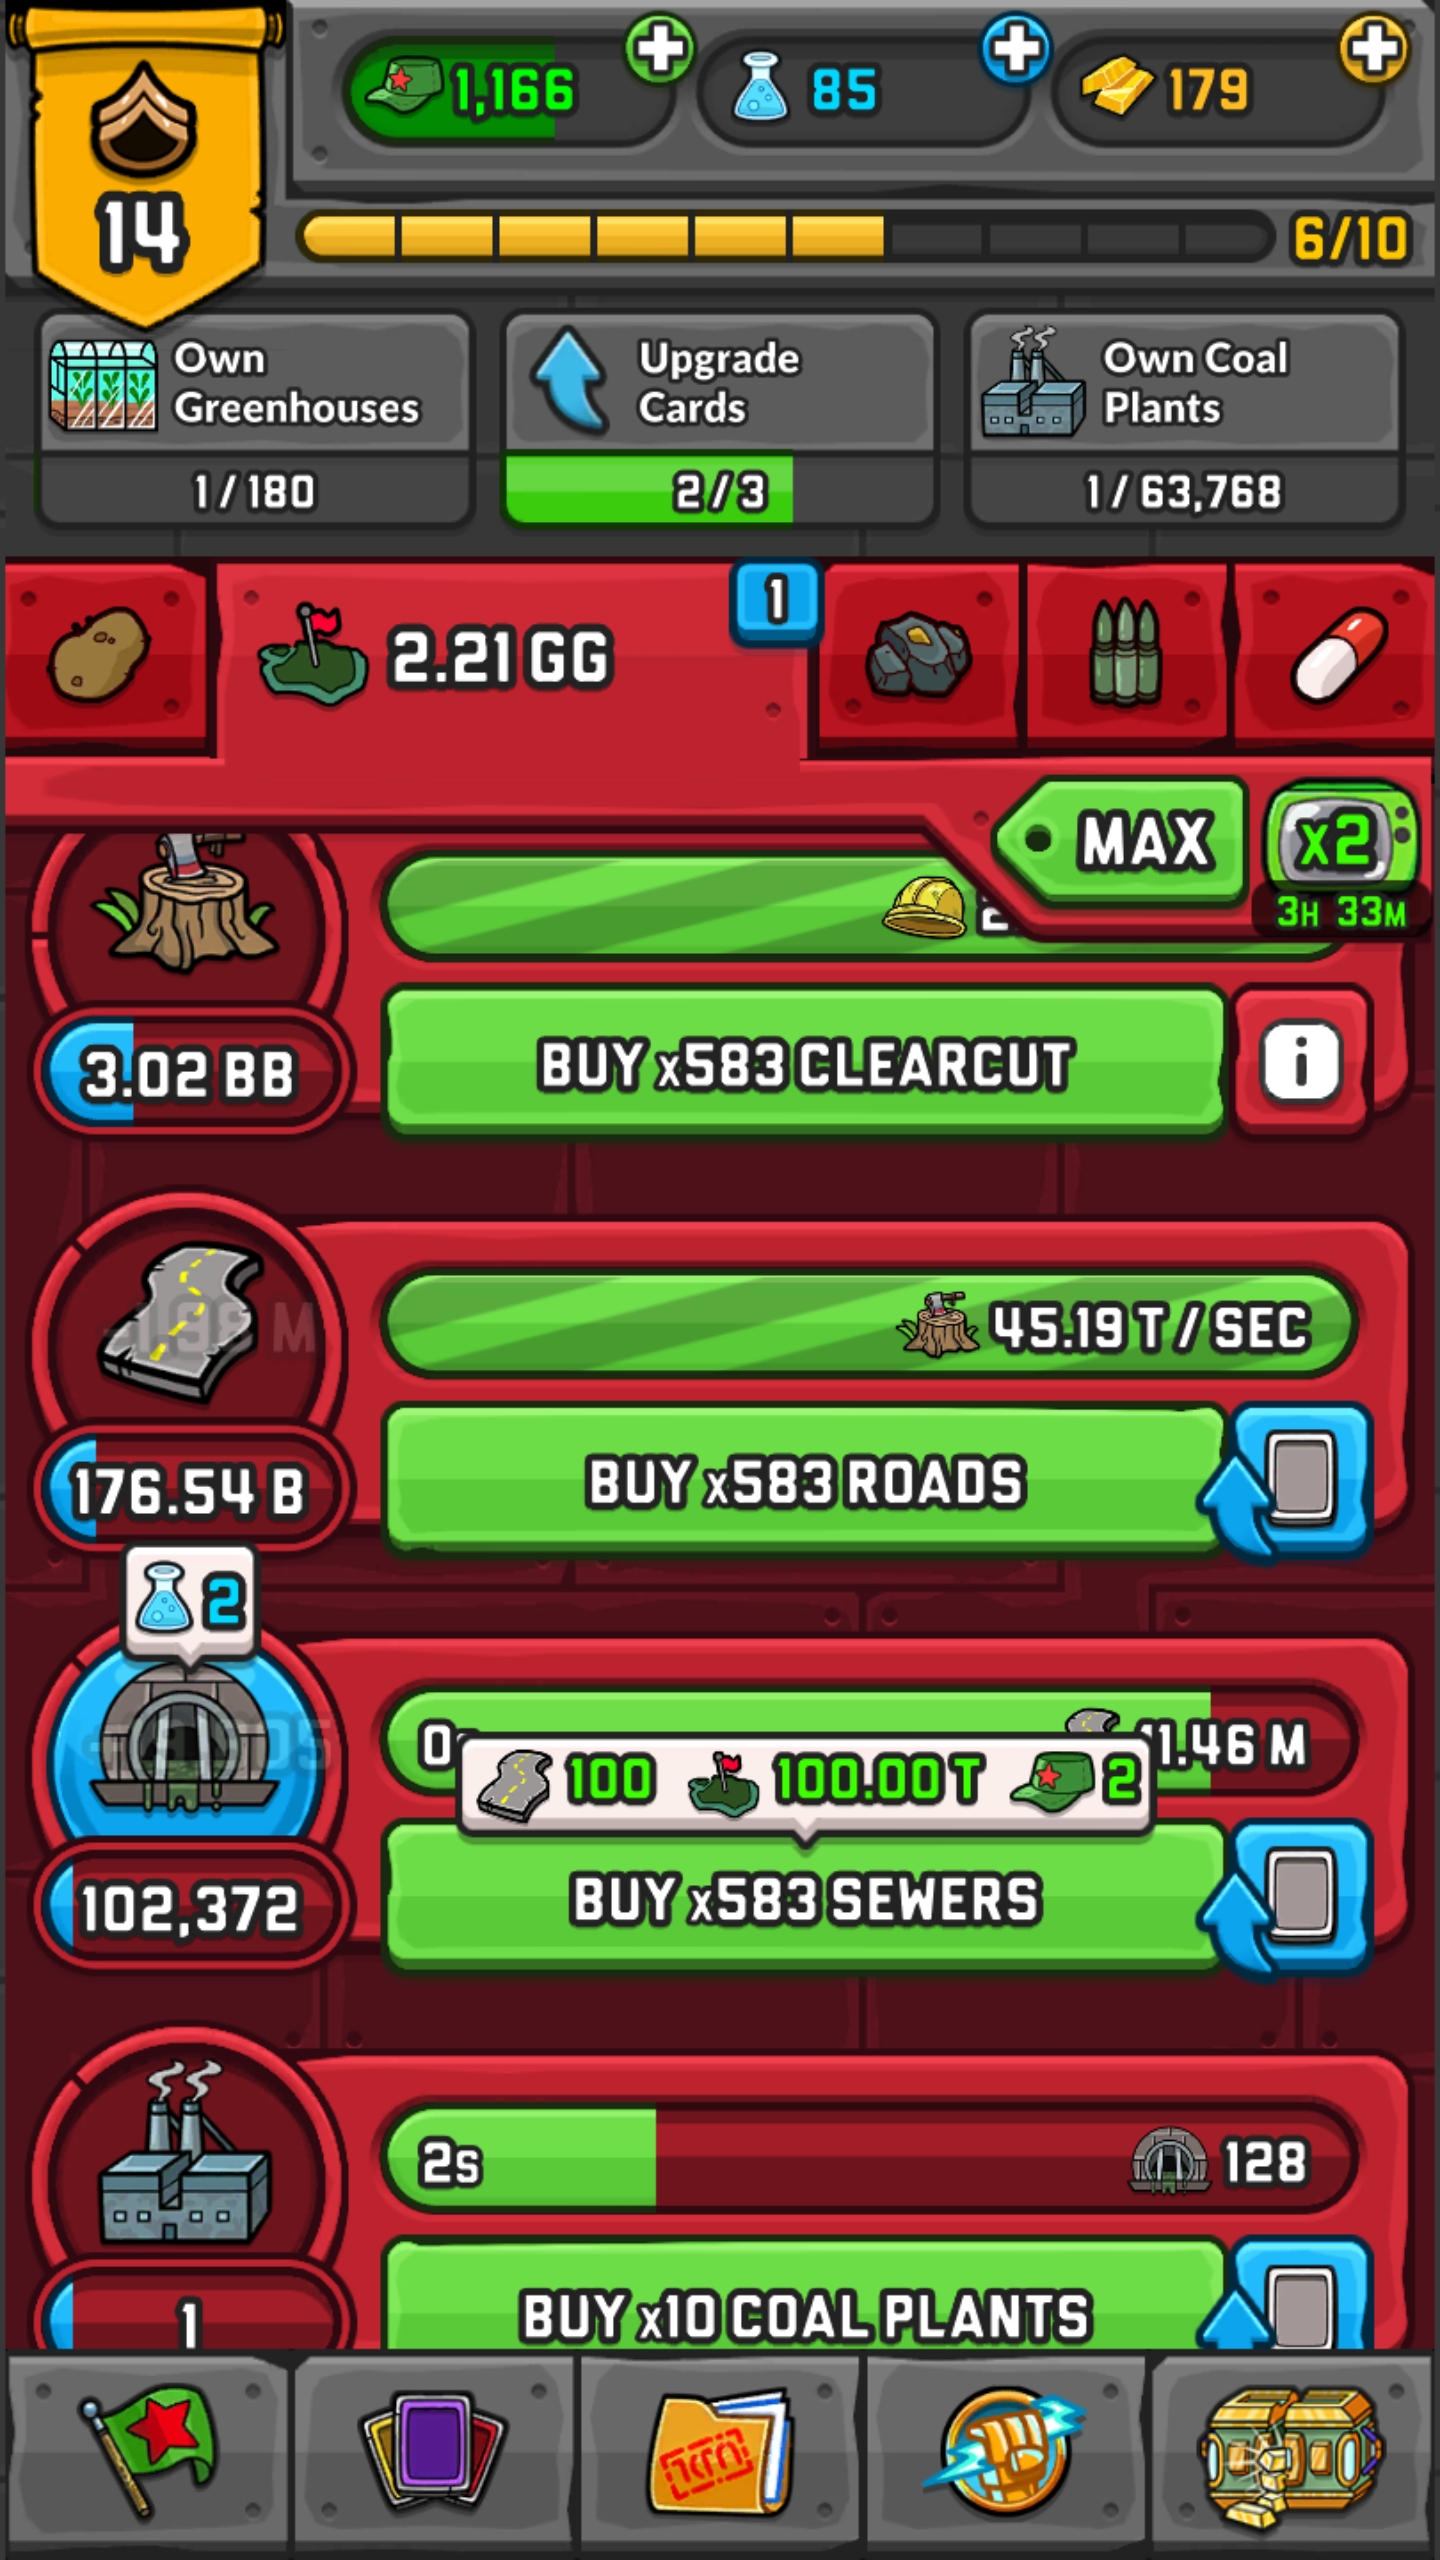 1,166
85
179
14
6/10
Own
Greenhouses
1/180
Upgrade
Cards
2/3
Own Coal
Plants
1/63,768
2.21 GG
1
MAX
x2
3H 33M
3.02 BB
BUY x583 CLEARCUT
i
45.19 T / SEC
176.54 B
BUY x583 ROADS
2
0
11.46 M
100
100.00 T
2
102,372
BUY x583 SEWERS
2s
128
1
BUY x10 COAL PLANTS